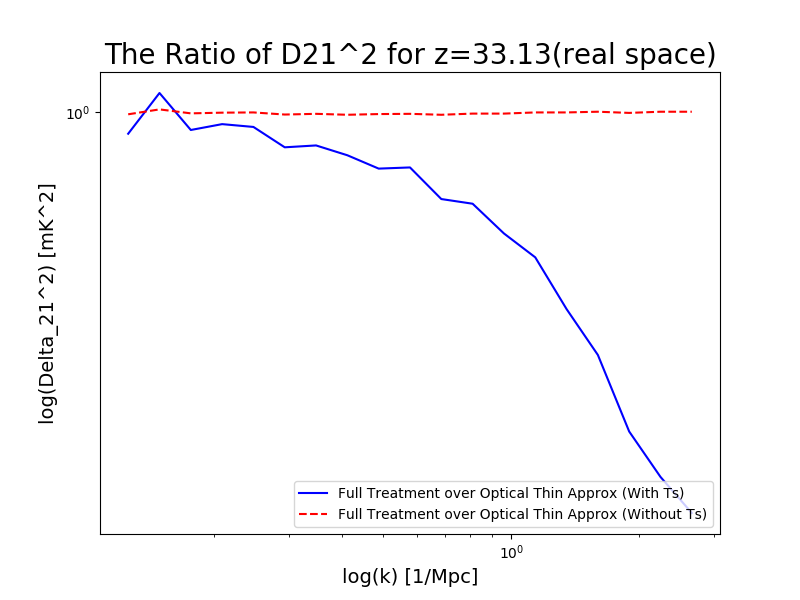 The Ratio of D21^2 for z=33.13(real space)
10^0
log(Delta_21^2) [mK^2]
Full Treatment over Optical Thin Approx (With Ts)
Full Treatment over Optical Thin Approx (Without Ts)
10^0
log(k) [1/Mpc]